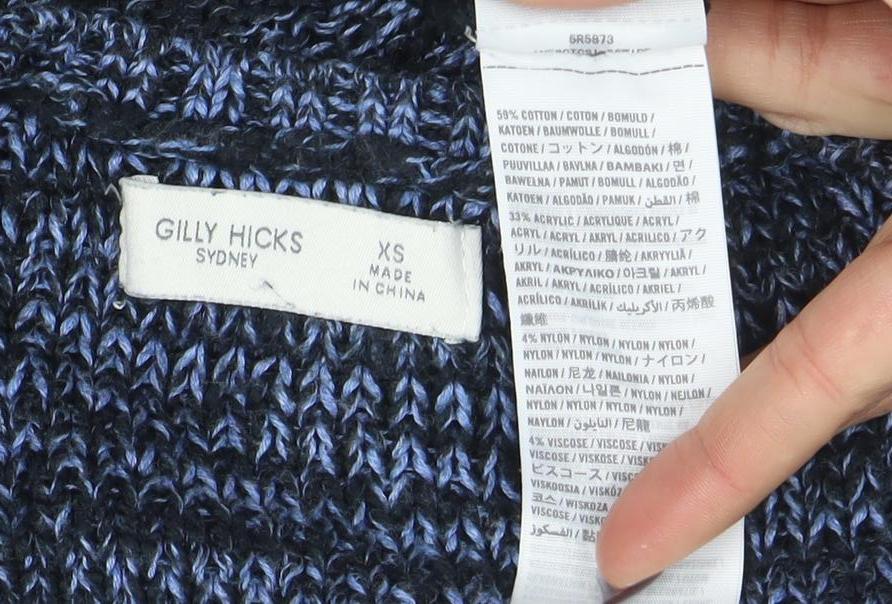 GILLY HICKS
SYDNEY
XS
MADE
IN CHINA
6R5873
59% COTTON / COTON / BOMULD /
KATOEN / BAUMWOLLE / BOMULL /
COTONE / コットン / ALGODÓN / 棉 /
PUUVILLAA / BAVLNA / BAMBAKI / 면 /
BAWEŁNA / PAMUT / BOMULL / ALGODÃO /
KATOEN / ALGODÃO / PAMUK / القطن / 棉
33% ACRYLIC / ACRYLIQUE / ACRYL /
ACRYL / ACRYL / AKRYL / ACRILICO / アク
リル / ACRÍLICO / 腈纶 / AKRYYLIÄ /
AKRYL / ΑΚΡΥΛΙΚΟ / 아크릴 / AKRYL /
AKRIL / AKRYL / ACRÍLICO / AKRIEL /
ACRÍLICO / AKRİLİK / الأكريليك / 丙烯酸
纖維
4% NYLON / NYLON / NYLON /
NYLON / NYLON / NYLON / ナイロン /
NAILON / 尼龙 / NAILONIA / NYLON /
ΝΑΪΛΟΝ / 나일론 / NYLON / NEJLON /
NYLON / NYLON / NYLON / NYLON /
NAYLON / النايلون / 尼龍
4% VISCOSE / VISCOSE /
VISCOSE / VISKOSE / VISKOS /
ビスコース /
VISKOOSIA /
코스 / WISKOZA
VISCOSE /
الفسكوز /